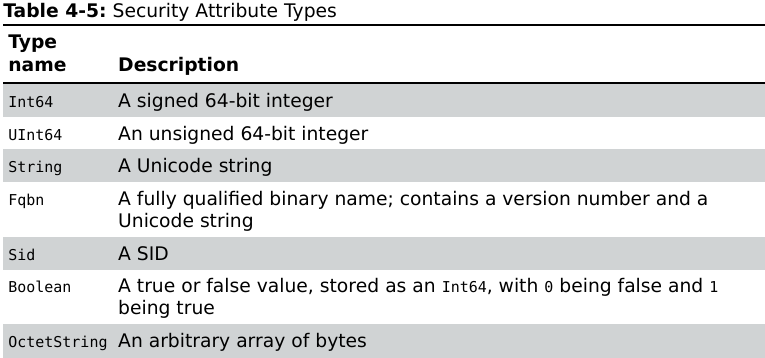 Table 4-5: Security Attribute Types
Type
name Description
Int64 A signed 64-bit integer
UInt64 An unsigned 64-bit integer
String A Unicode string
Fqbn A fully qualified binary name; contains a version number and a
Unicode string
Sid A SID
Boolean A true or false value, stored as an Int64, with 0 being false and 1
being true
OctetString An arbitrary array of bytes